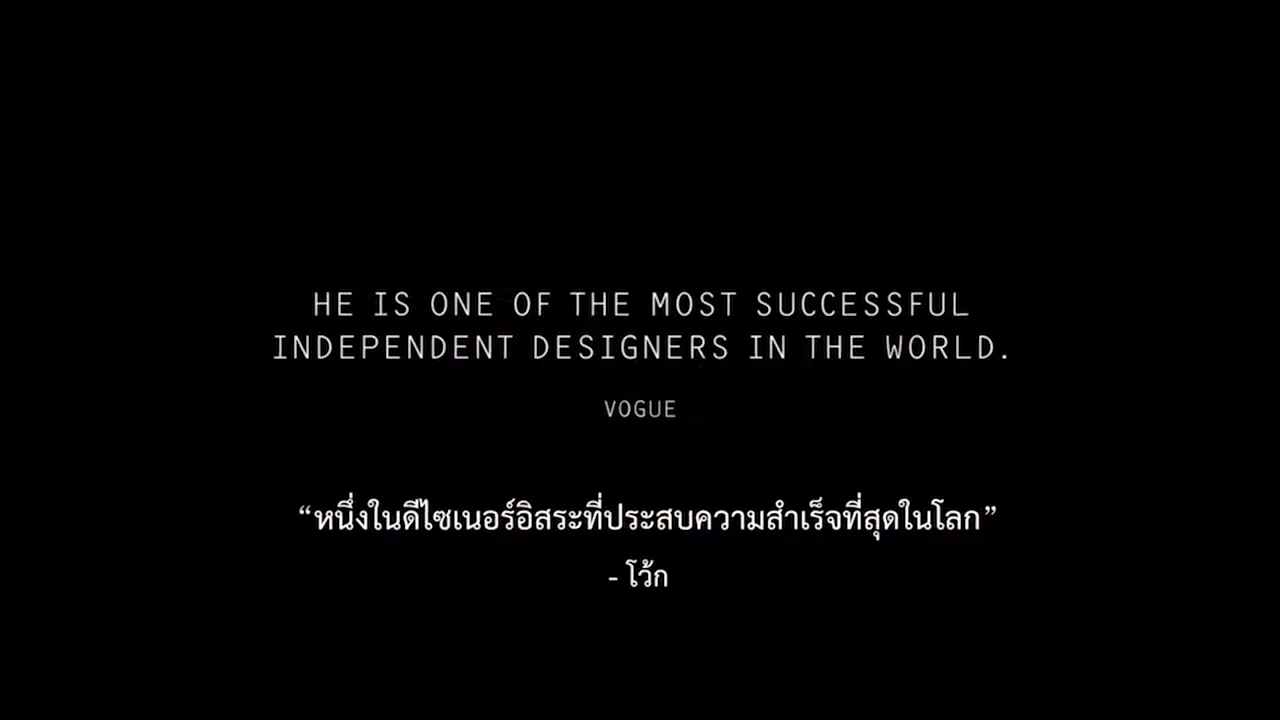 HE IS ONE OF THE MOST SUCCESSFUL
INDEPENDENT DESIGNERS IN THE WORLD.
VOGUE
“หนึ่งในดีไซเนอร์อิสระที่ประสบความสำเร็จที่สุดในโลก”
- โว้ก